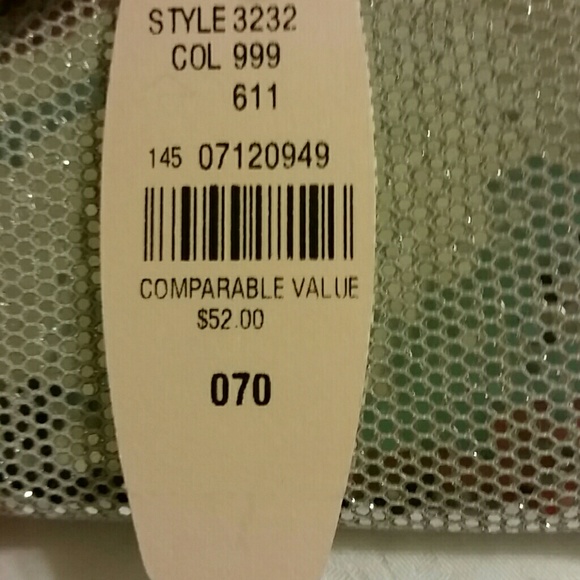 STYLE 3232
COL 999
611
145 07120949
COMPARABLE VALUE
$52.00
070